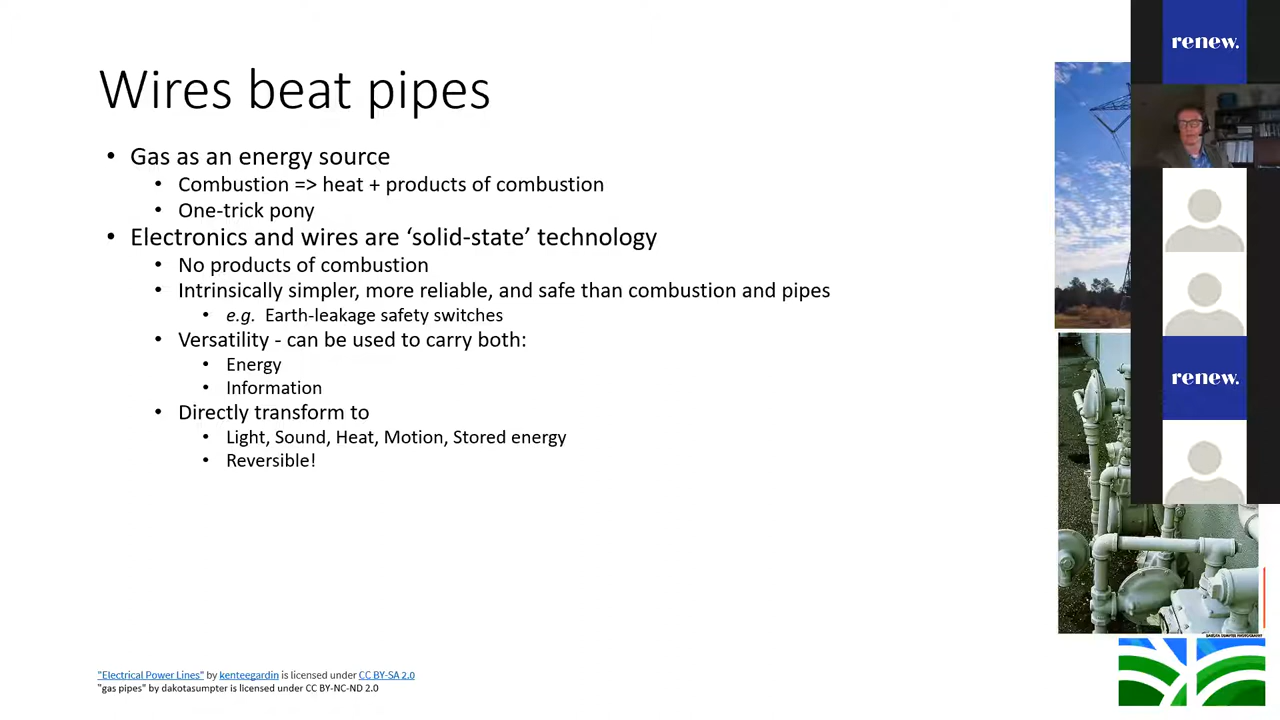 Wires beat pipes
• Gas as an energy source
• Combustion => heat + products of combustion
• One-trick pony
• Electronics and wires are ‘solid-state’ technology
• No products of combustion
• Intrinsically simpler, more reliable, and safe than combustion and pipes
• e.g. Earth-leakage safety switches
• Versatility - can be used to carry both:
• Energy
• Information
• Directly transform to
• Light, Sound, Heat, Motion, Stored energy
• Reversible!
"Electrical Power Lines" by kenteegardin is licensed under CC BY-SA 2.0
"gas pipes" by dakotasumpter is licensed under CC BY-NC-ND 2.0
renew.
renew.
DAKOTA SUMPTER PHOTOGRAPHY